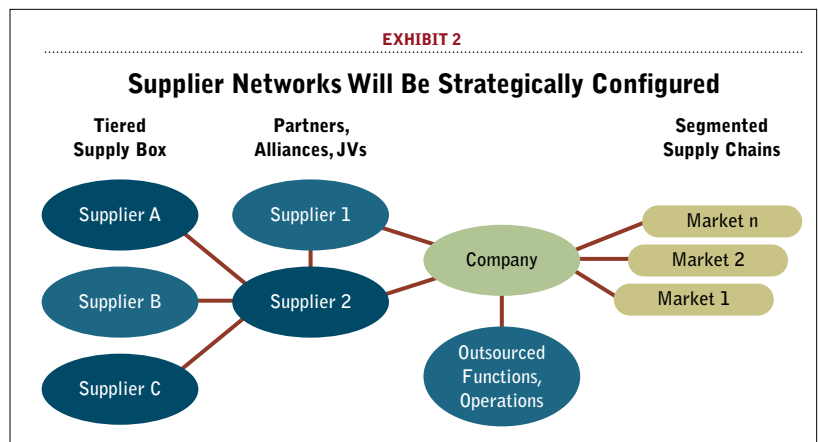 EXHIBIT 2
Supplier Networks Will Be Strategically Configured
Tiered
Supply Box
Partners,
Alliances, JVs
Segmented
Supply Chains
Supplier A
Supplier 1
Market n
Company
Market 2
Supplier B
Supplier 2
Market 1
Supplier C
Outsourced
Functions,
Operations